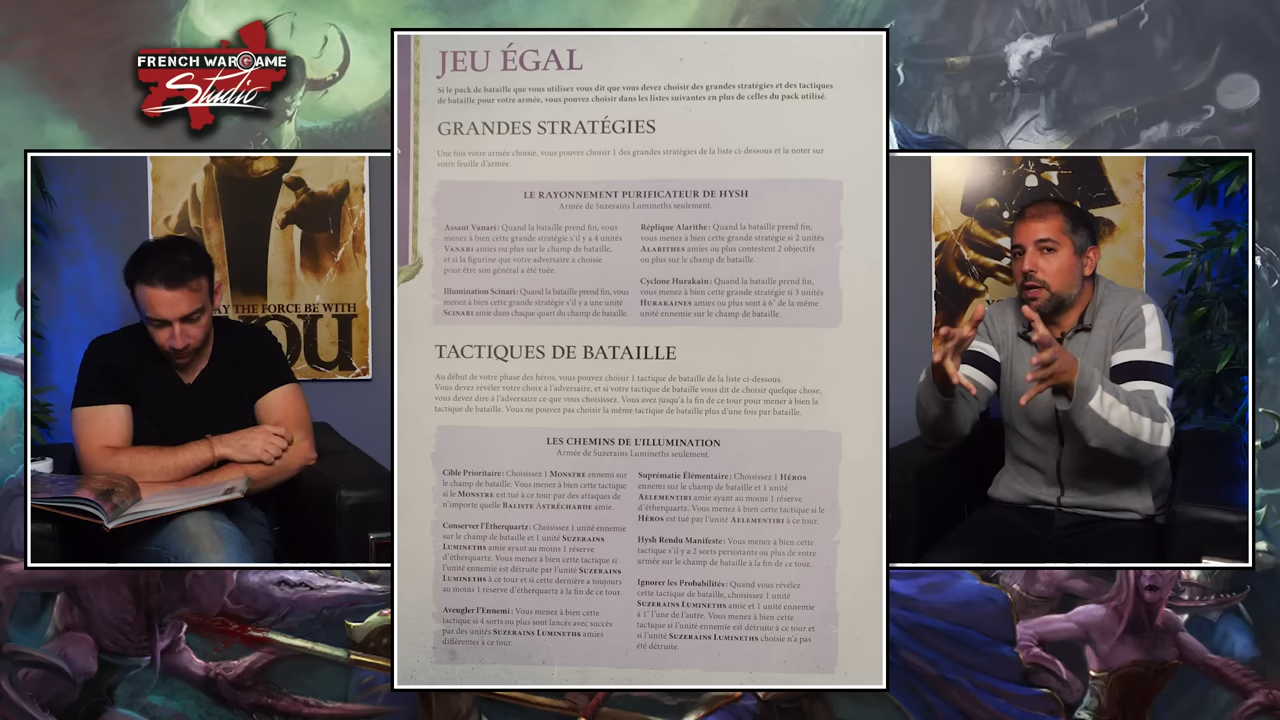 FRENCH WARGAME
Studio
JEU ÉGAL
Si le pack de bataille que vous utilisez vous dit que vous devez choisir des grandes stratégies et des tactiques
de bataille pour votre armée, vous pouvez choisir dans les listes suivantes en plus de celles du pack utilisé.
GRANDES STRATÉGIES
Une fois votre armée choisie, vous pouvez choisir 1 des grandes stratégies de la liste ci-dessous et la noter sur
votre feuille d'armée.
LE RAYONNEMENT PURIFICATEUR DE HYSH
Armée de Suzerains Lumineths seulement.
Assaut Vanari : Quand la bataille prend fin, vous
menez à bien cette grande stratégie s'il y a 4 unités
VANARI amies ou plus sur le champ de bataille,
et si la figurine que votre adversaire a choisie
pour être son général a été tuée.
Illumination Scinari : Quand la bataille prend fin, vous
menez à bien cette grande stratégie s'il y a une unité
SCINARI amie dans chaque quart du champ de bataille.
Réplique Alarithe : Quand la bataille prend fin,
vous menez à bien cette grande stratégie si 2 unités
ALARITHES amies ou plus contestent 2 objectifs
ou plus sur le champ de bataille.
Cyclone Hurakain : Quand la bataille prend fin,
vous menez à bien cette grande stratégie si 3 unités
HURAKAINES amies ou plus sont à 6" de la même
unité ennemie sur le champ de bataille.
TACTIQUES DE BATAILLE
Au début de votre phase des héros, vous pouvez choisir 1 tactique de bataille de la liste ci-dessous.
Vous devez révéler votre choix à l'adversaire, et si votre tactique de bataille vous dit de choisir quelque chose,
vous devez dire à l'adversaire ce que vous choisissez. Vous avez jusqu'à la fin de ce tour pour mener à bien la
tactique de bataille. Vous ne pouvez pas choisir la même tactique de bataille plus d'une fois par bataille.
LES CHEMINS DE L'ILLUMINATION
Armée de Suzerains Lumineths seulement.
Cible Prioritaire : Choisissez 1 MONSTRE ennemi sur
le champ de bataille. Vous menez à bien cette tactique
si le MONSTRE est tué à ce tour par des attaques de
n'importe quelle BALISTE ASTRÉCHARDE amie.
Conserver l'Étherquartz : Choisissez 1 unité ennemie
sur le champ de bataille et 1 unité SUZERAINS
LUMINETHS amie ayant au moins 1 réserve
d'étherquartz. Vous menez à bien cette tactique si
l'unité ennemie est détruite par l'unité SUZERAINS
LUMINETHS à ce tour et si cette dernière a toujours
au moins 1 réserve d'étherquartz à la fin de ce tour.
Aveugler l'Ennemi : Vous menez à bien cette
tactique si 4 sorts ou plus sont lancés avec succès
par des unités SUZERAINS LUMINETHS amies
différentes à ce tour.
Suprématie Élémentaire : Choisissez 1 HÉROS
ennemi sur le champ de bataille et 1 unité
AELEMENTIRI amie ayant au moins 1 réserve
d'étherquartz. Vous menez à bien cette tactique si le
HÉROS est tué par l'unité AELEMENTIRI à ce tour.
Hysh Rendu Manifeste : Vous menez à bien cette
tactique s'il y a 2 sorts persistants ou plus de votre
armée sur le champ de bataille à la fin de ce tour.
Ignorer les Probabilités : Quand vous révélez
cette tactique de bataille, choisissez 1 unité
SUZERAINS LUMINETHS amie et 1 unité ennemie
à 1" l'une de l'autre. Vous menez à bien cette
tactique si l'unité ennemie est détruite à ce tour et
si l'unité SUZERAINS LUMINETHS choisie n'a pas
été détruite.
AY THE FORCE BE WITH
YOU